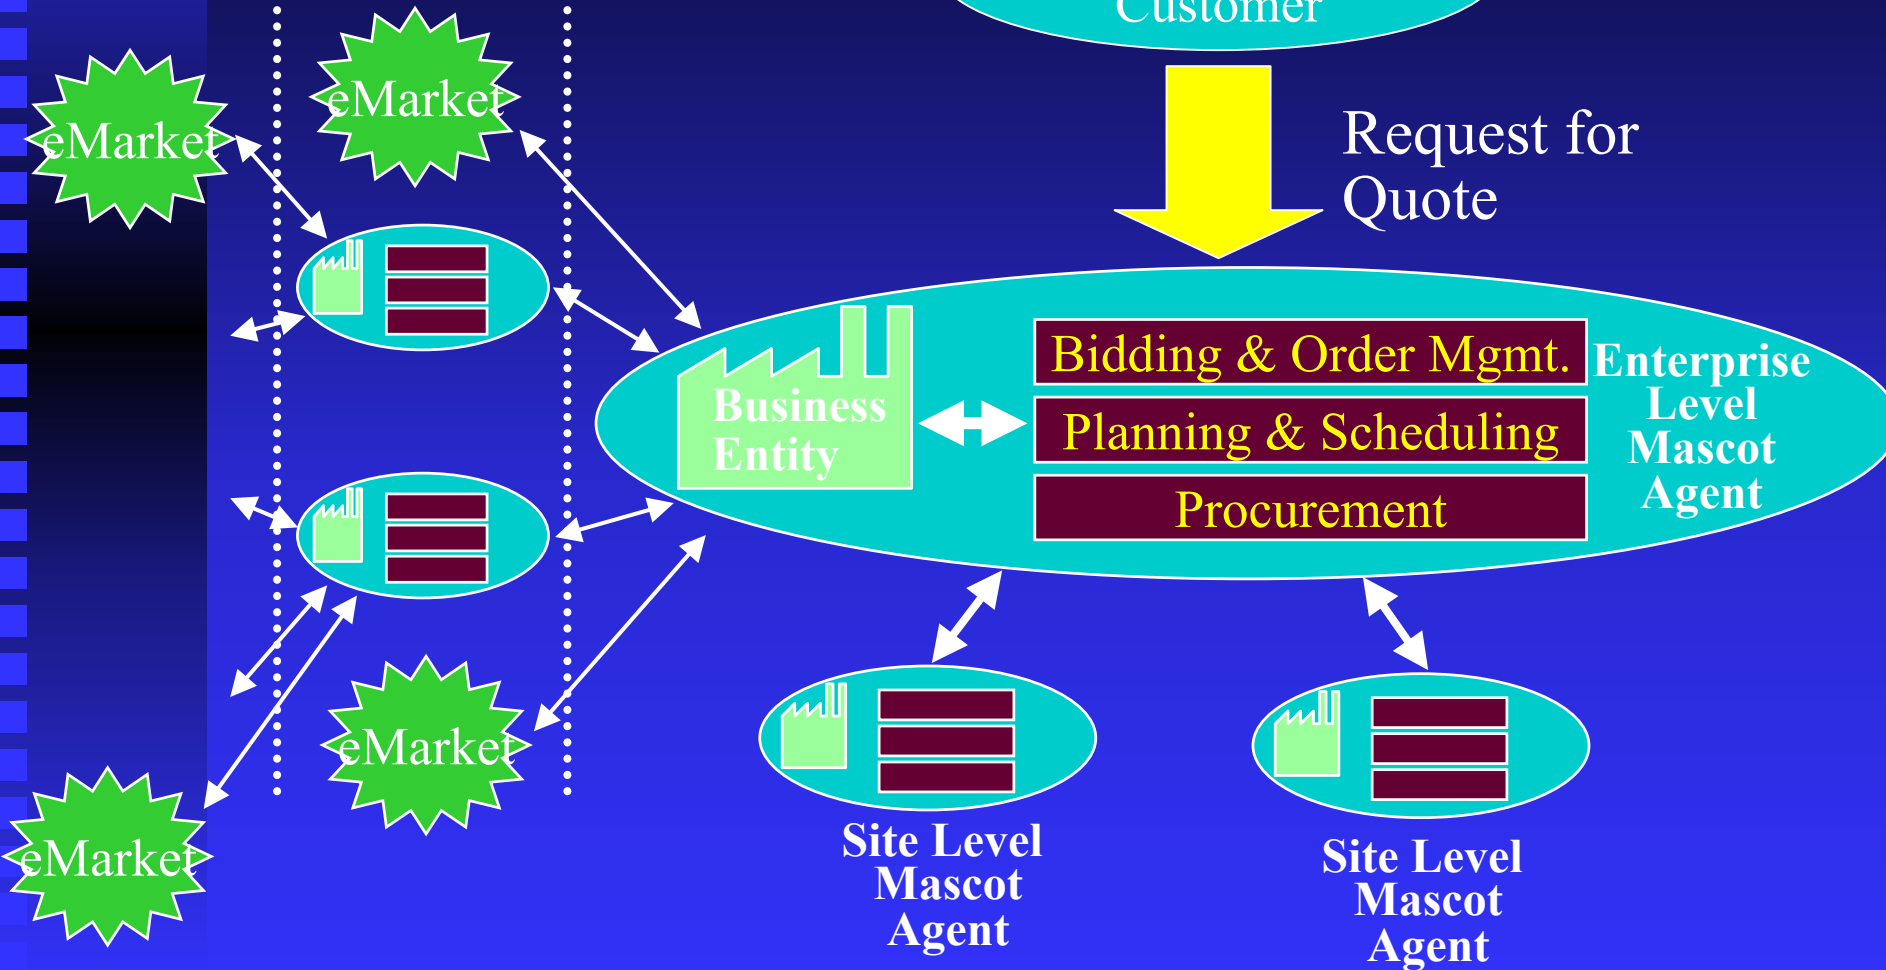 Customer
eMarket
eMarket
Request for
Quote
Business
Entity
Bidding & Order Mgmt.
Planning & Scheduling
Procurement
Enterprise
Level
Mascot
Agent
eMarket
eMarket
Site Level
Mascot
Agent
Site Level
Mascot
Agent